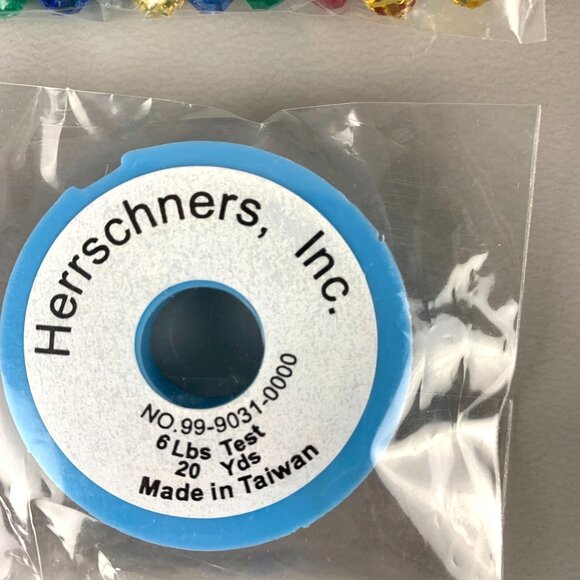 Herrschners, Inc.
NO.99-9031-0000
6 Lbs Test
20 Yds
Made in Taiwan